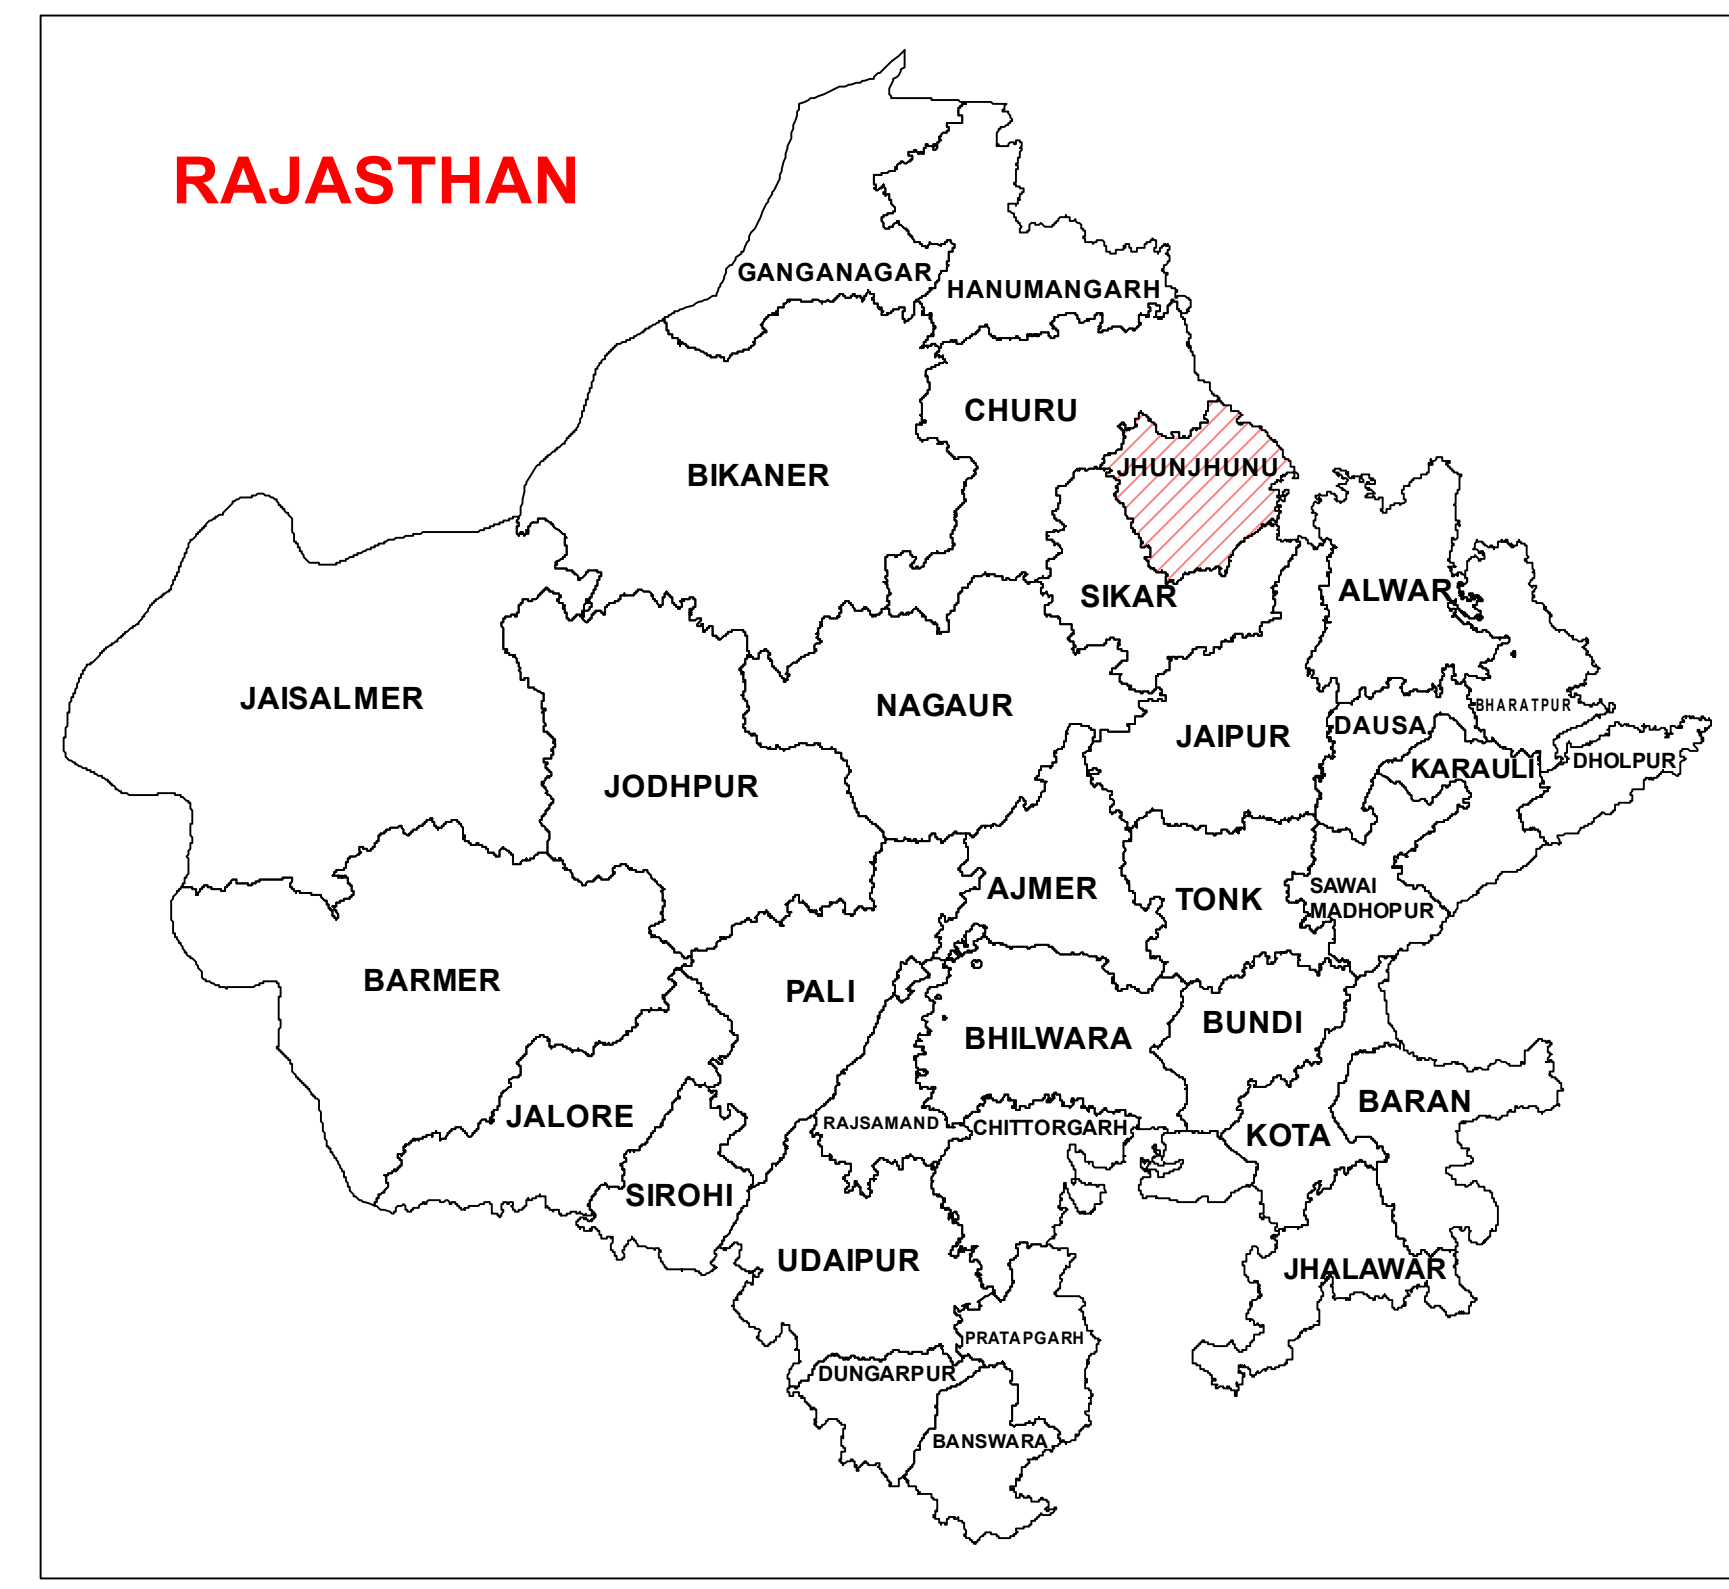 RAJASTHAN
GANGANAGAR
HANUMANGARH
CHURU
JHUNJHUNU
BIKANER
SIKAR
ALWAR
JAISALMER
NAGAUR
BHARATPUR
DAUSA
JAIPUR
DHOLPUR
KARAULI
JODHPUR
AJMER
TONK
SAWAI
MADHOPUR
BARMER
PALI
BUNDI
BHILWARA
BARAN
JALORE
RAJSAMAND
CHITTORGARH
KOTA
SIROHI
UDAIPUR
JHALAWAR
PRATAPGARH
DUNGARPUR
BANSWARA